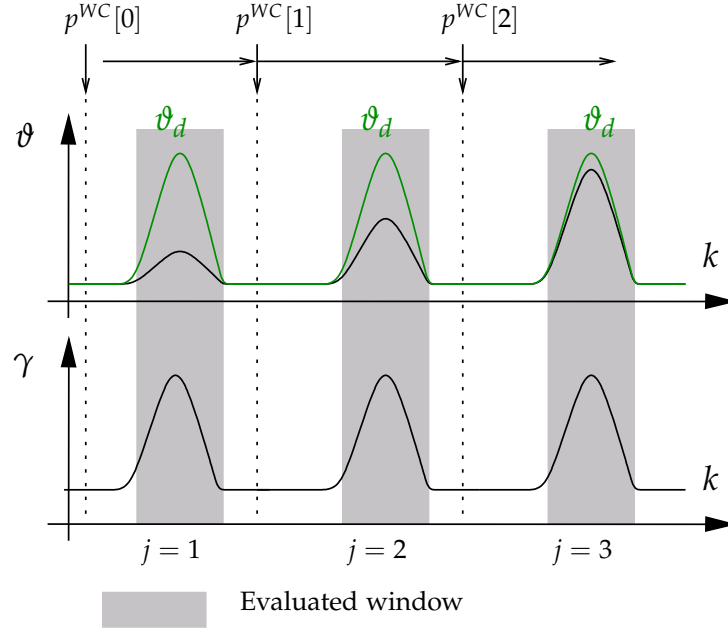 p^{WC}[0] p^{WC}[1] p^{WC}[2]
ϑ_d ϑ_d ϑ_d
ϑ
k
γ
k
j = 1 j = 2 j = 3
Evaluated window